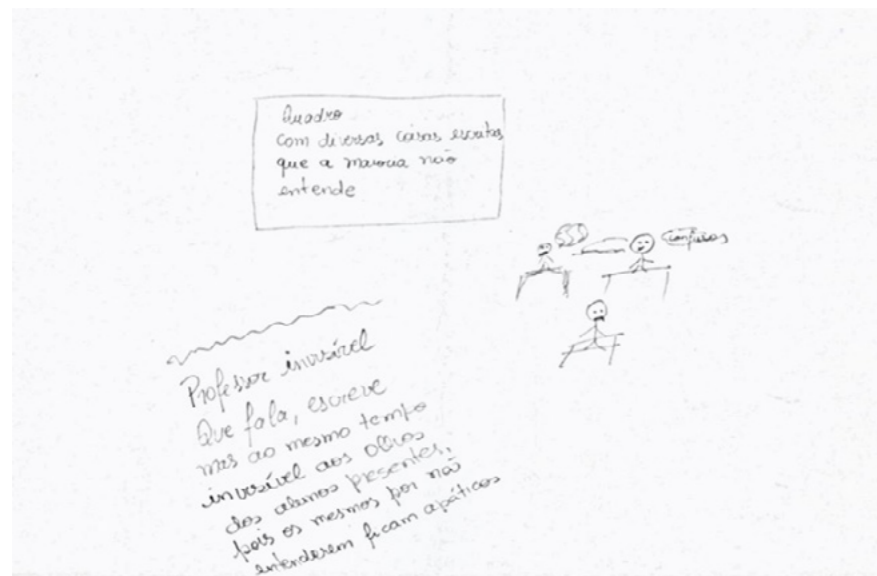 Quadro
com diversas coisas escritas
que a maioria não
entende
confusos
Professor invisível
Que fala, escreve
mas ao mesmo tempo
invisível aos olhos
dos alunos presentes,
pois os mesmos por não
entenderem ficam apáticos